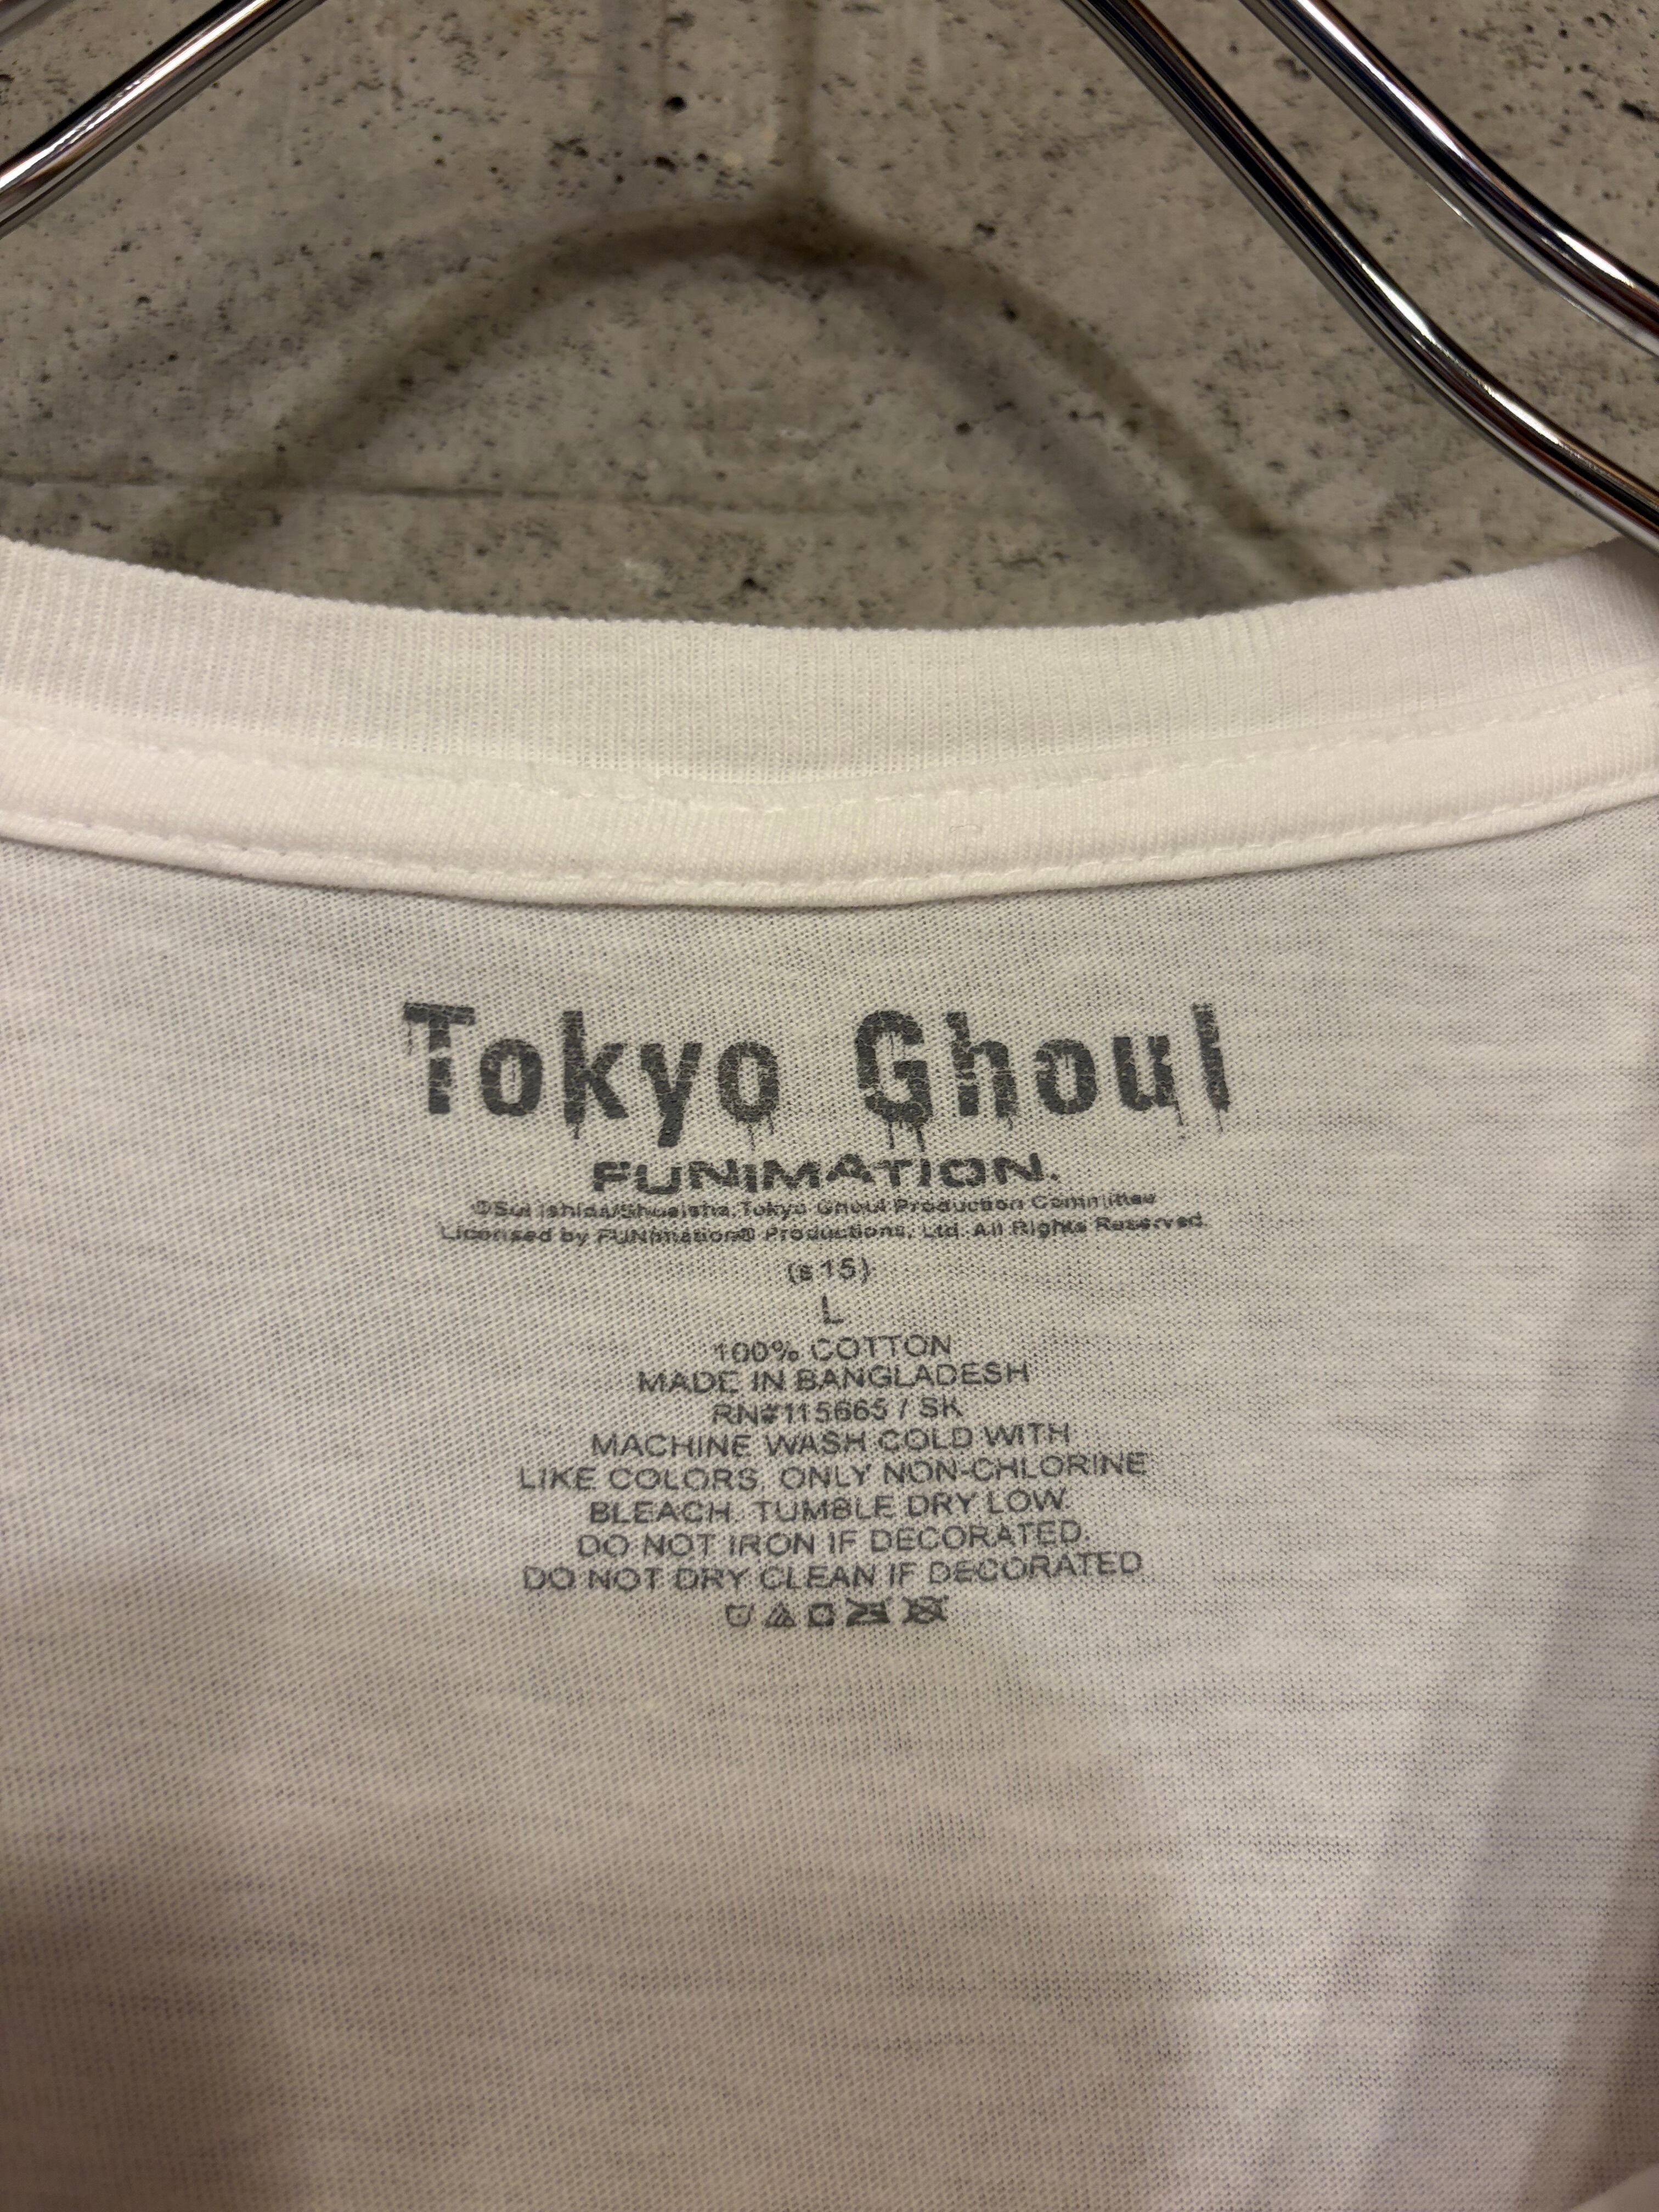 Tokyo Ghoul
FUNIMATION.
©Sui Ishida/Shueisha,Tokyo Ghoul Production Committee
Licensed by FUNimation® Productions, Ltd. All Rights Reserved.
(s15)
L
100% COTTON
MADE IN BANGLADESH
RN#115665 / SK
MACHINE WASH COLD WITH
LIKE COLORS. ONLY NON-CHLORINE
BLEACH. TUMBLE DRY LOW.
DO NOT IRON IF DECORATED.
DO NOT DRY CLEAN IF DECORATED